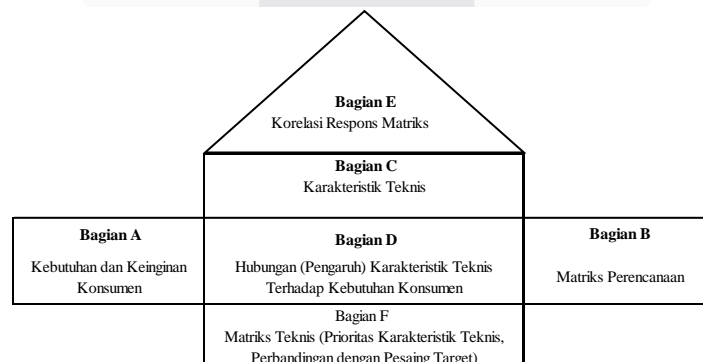 Bagian E
Korelasi Respons Matriks
Bagian C
Karakteristik Teknis
Bagian A
Kebutuhan dan Keinginan
Konsumen
Bagian D
Hubungan (Pengaruh) Karakteristik Teknis
Terhadap Kebutuhan Konsumen
Bagian B
Matriks Perencanaan
Bagian F
Matriks Teknis (Prioritas Karakteristik Teknis,
Perbandingan dengan Pesaing Target)